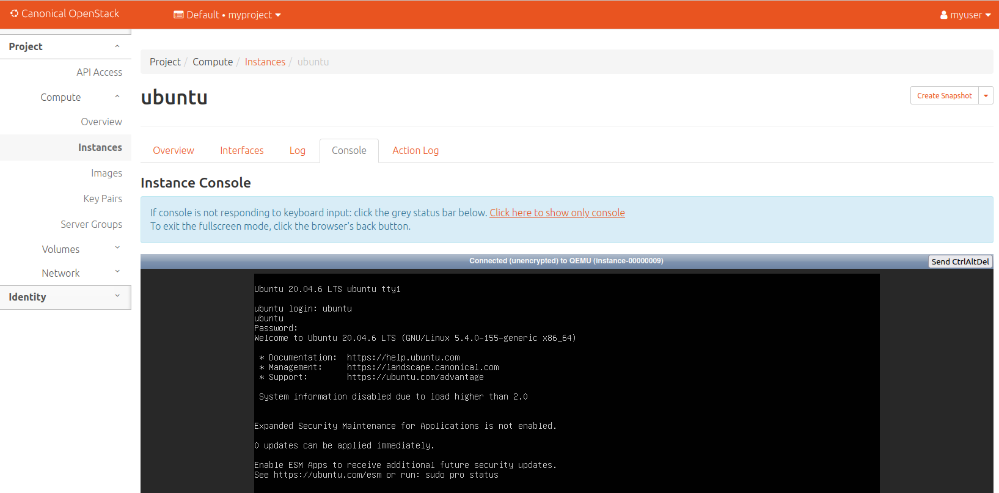 Canonical OpenStack
Default • myproject
myuser
Project
API Access
Compute
Overview
Instances
Images
Key Pairs
Server Groups
Volumes
Network
Identity
Project / Compute / Instances / ubuntu
ubuntu
Create Snapshot
Overview Interfaces Log Console Action Log
Instance Console
If console is not responding to keyboard input: click the grey status bar below. Click here to show only console
To exit the fullscreen mode, click the browser's back button.
Connected (unencrypted) to QEMU (instance-00000009)
Send CtrlAltDel
Ubuntu 20.04.6 LTS ubuntu tty1
ubuntu login: ubuntu
ubuntu
Password:
Welcome to Ubuntu 20.04.6 LTS (GNU/Linux 5.4.0-155-generic x86_64)
* Documentation: https://help.ubuntu.com
* Management: https://landscape.canonical.com
* Support: https://ubuntu.com/advantage
System information disabled due to load higher than 2.0
Expanded Security Maintenance for Applications is not enabled.
0 updates can be applied immediately.
Enable ESM Apps to receive additional future security updates.
See https://ubuntu.com/esm or run: sudo pro status